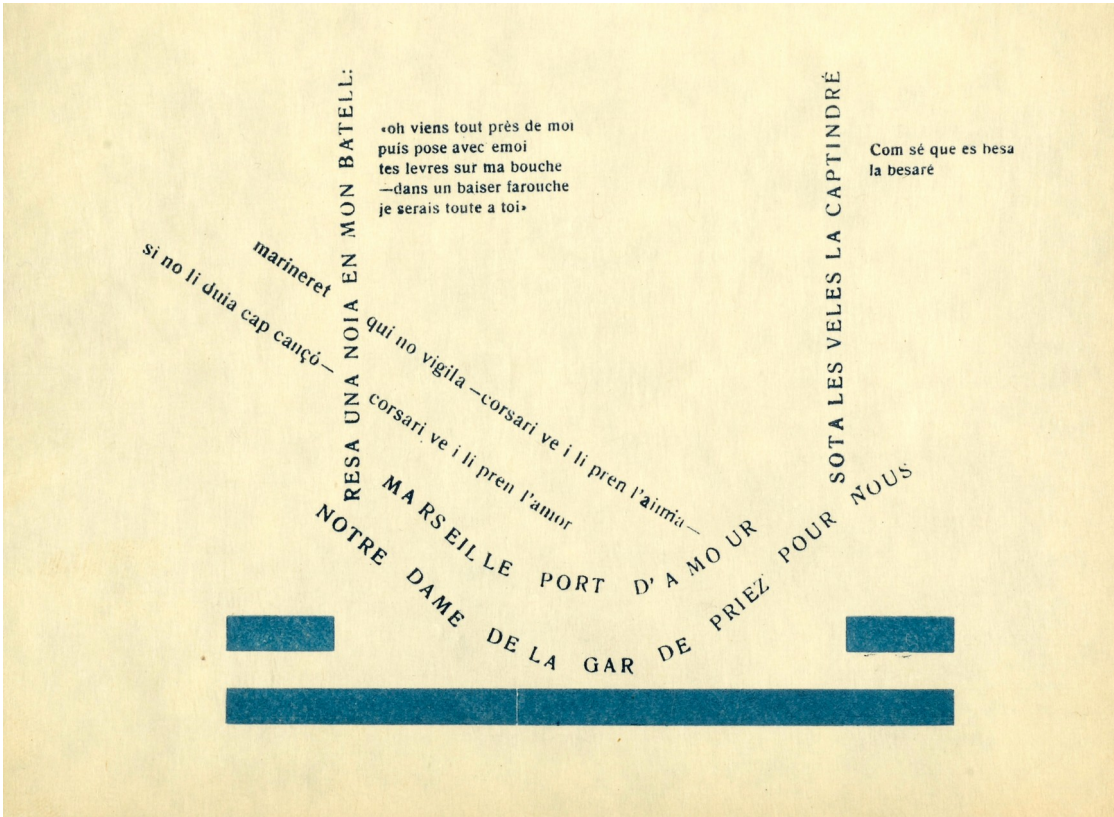 RESA UNA NOIA EN MON BATELL:
«oh viens tout près de moi
puis pose avec emoi
tes levres sur ma bouche
—dans un baiser farouche
je serais toute a toi»
SOTA LES VELES LA CAPTINDRÉ
Com sé que es besa
la besaré
marineret qui no vigila —corsari ve i li pren l'aimia—
si no li duia cap cançó— corsari ve i li pren l'amor
MARSEILLE PORT D'AMOUR
NOTRE DAME DE LA GARDE PRIEZ POUR NOUS